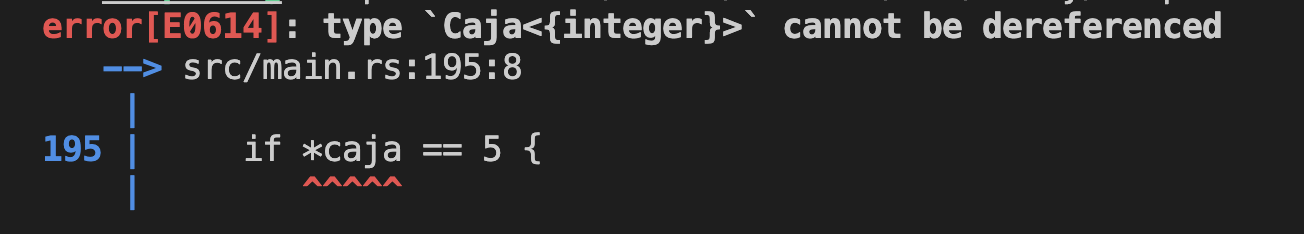 error[E0614]: type `Caja<{integer}>` cannot be dereferenced
--> src/main.rs:195:8
|
195 | if *caja == 5 {
| ^^^^^